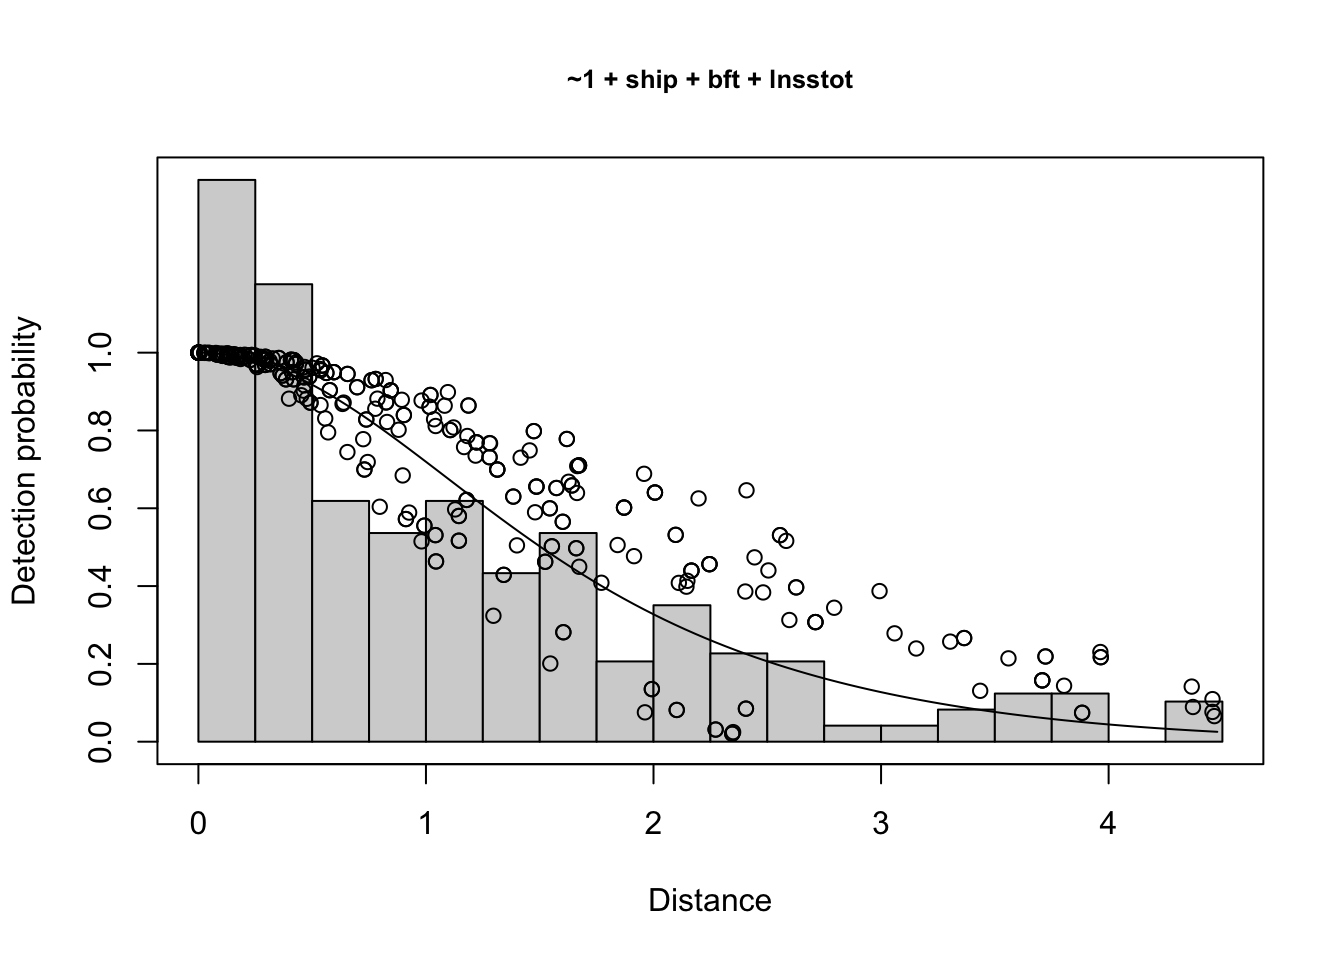 ~1 + ship + bft + lnsstot
Detection probability
1.0
0.8
0.6
0.4
0.2
0.0
0 1 2 3 4
Distance